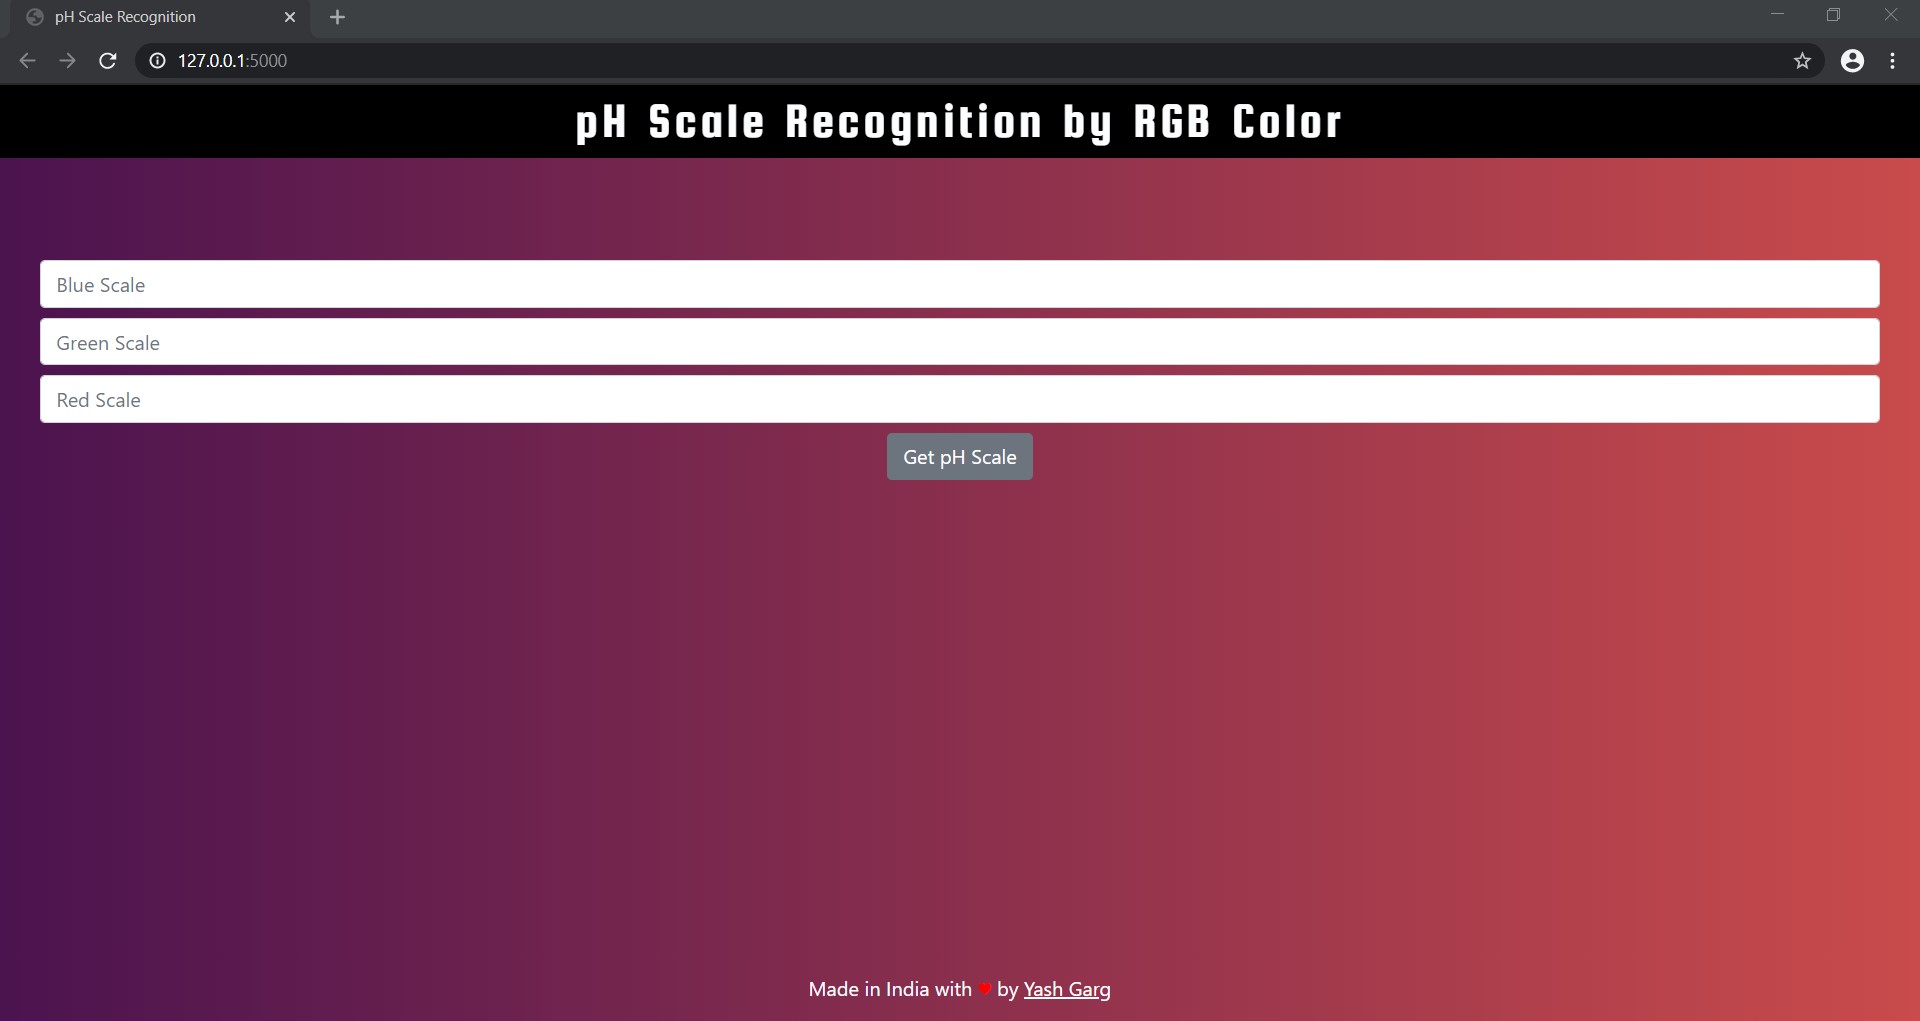 pH Scale Recognition
127.0.0.1:5000
pH Scale Recognition by RGB Color
Blue Scale
Green Scale
Red Scale
Get pH Scale
Made in India with ♥ by Yash Garg